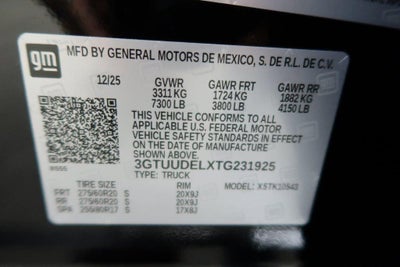 gm
MFD BY GENERAL MOTORS DE MEXICO, S. DE R.L. DE C.V.
12/25 GVWR GAWR FRT GAWR RR
3311 KG 1724 KG 1882 KG
7300 LB 3800 LB 4150 LB
THIS VEHICLE CONFORMS TO ALL APPLICABLE
U.S. FEDERAL MOTOR
VEHICLE SAFETY STANDARDS IN EFFECT
ON THE DATE OF MANUFACTURE
SHOWN ABOVE.
3GTUUDELXTG231925
TYPE: TRUCK
TIRE SIZE RIM MODEL: XSTK10543
FRT 275/60R20 S 20X9J
RR 275/60R20 S 20X9J
SPA 255/80R17 S 17X8J